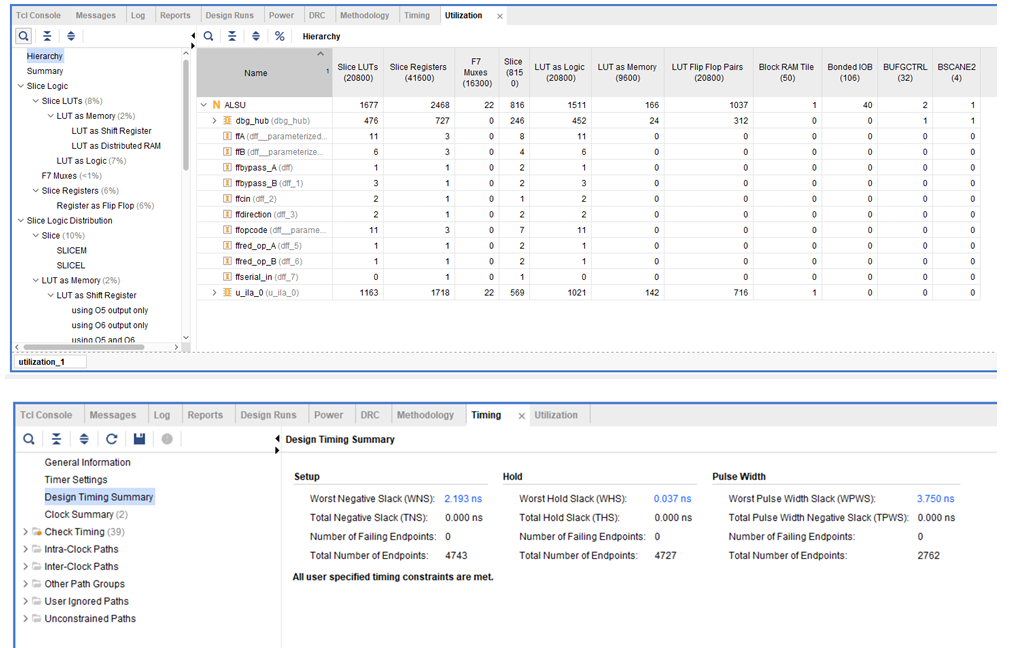 Tcl Console Messages Log Reports Design Runs Power DRC Methodology Timing Utilization ×
Hierarchy
Summary
Slice Logic
Slice LUTs (8%)
LUT as Memory (2%)
LUT as Shift Register
LUT as Distributed RAM
LUT as Logic (7%)
F7 Muxes (<1%)
Slice Registers (6%)
Register as Flip Flop (6%)
Slice Logic Distribution
Slice (10%)
SLICEM
SLICEL
LUT as Memory (2%)
LUT as Shift Register
using O5 output only
using O6 output only
using O5 and O6
% Hierarchy
Name 1 Slice LUTs (20800) Slice Registers (41600) F7 Muxes (16300) Slice (8150) LUT as Logic (20800) LUT as Memory (9600) LUT Flip Flop Pairs (20800) Block RAM Tile (50) Bonded IOB (106) BUFGCTRL (32) BSCANE2 (4)
N ALSU 1677 2468 22 816 1511 166 1037 1 40 2 1
dbg_hub (dbg_hub) 476 727 0 246 452 24 312 0 0 1 1
ffA (dff__parameterized... 11 3 0 8 11 0 0 0 0 0 0
ffB (dff__parameterize... 6 3 0 4 6 0 0 0 0 0 0
ffbypass_A (dff) 1 1 0 2 1 0 0 0 0 0 0
ffbypass_B (dff_1) 3 1 0 2 3 0 0 0 0 0 0
ffcin (dff_2) 2 1 0 1 2 0 0 0 0 0 0
ffdirection (dff_3) 2 1 0 2 2 0 0 0 0 0 0
ffopcode (dff__parame... 11 3 0 7 11 0 0 0 0 0 0
ffred_op_A (dff_5) 1 1 0 2 1 0 0 0 0 0 0
ffred_op_B (dff_6) 1 1 0 2 1 0 0 0 0 0 0
ffserial_in (dff_7) 0 1 0 1 0 0 0 0 0 0 0
u_ila_0 (u_ila_0) 1163 1718 22 569 1021 142 716 1 0 0 0
utilization_1
Tcl Console Messages Log Reports Design Runs Power DRC Methodology Timing × Utilization
General Information
Timer Settings
Design Timing Summary
Clock Summary (2)
Check Timing (39)
Intra-Clock Paths
Inter-Clock Paths
Other Path Groups
User Ignored Paths
Unconstrained Paths
Design Timing Summary
Setup Hold Pulse Width
Worst Negative Slack (WNS): 2.193 ns Worst Hold Slack (WHS): 0.037 ns Worst Pulse Width Slack (WPWS): 3.750 ns
Total Negative Slack (TNS): 0.000 ns Total Hold Slack (THS): 0.000 ns Total Pulse Width Negative Slack (TPWS): 0.000 ns
Number of Failing Endpoints: 0 Number of Failing Endpoints: 0 Number of Failing Endpoints: 0
Total Number of Endpoints: 4743 Total Number of Endpoints: 4727 Total Number of Endpoints: 2762
All user specified timing constraints are met.